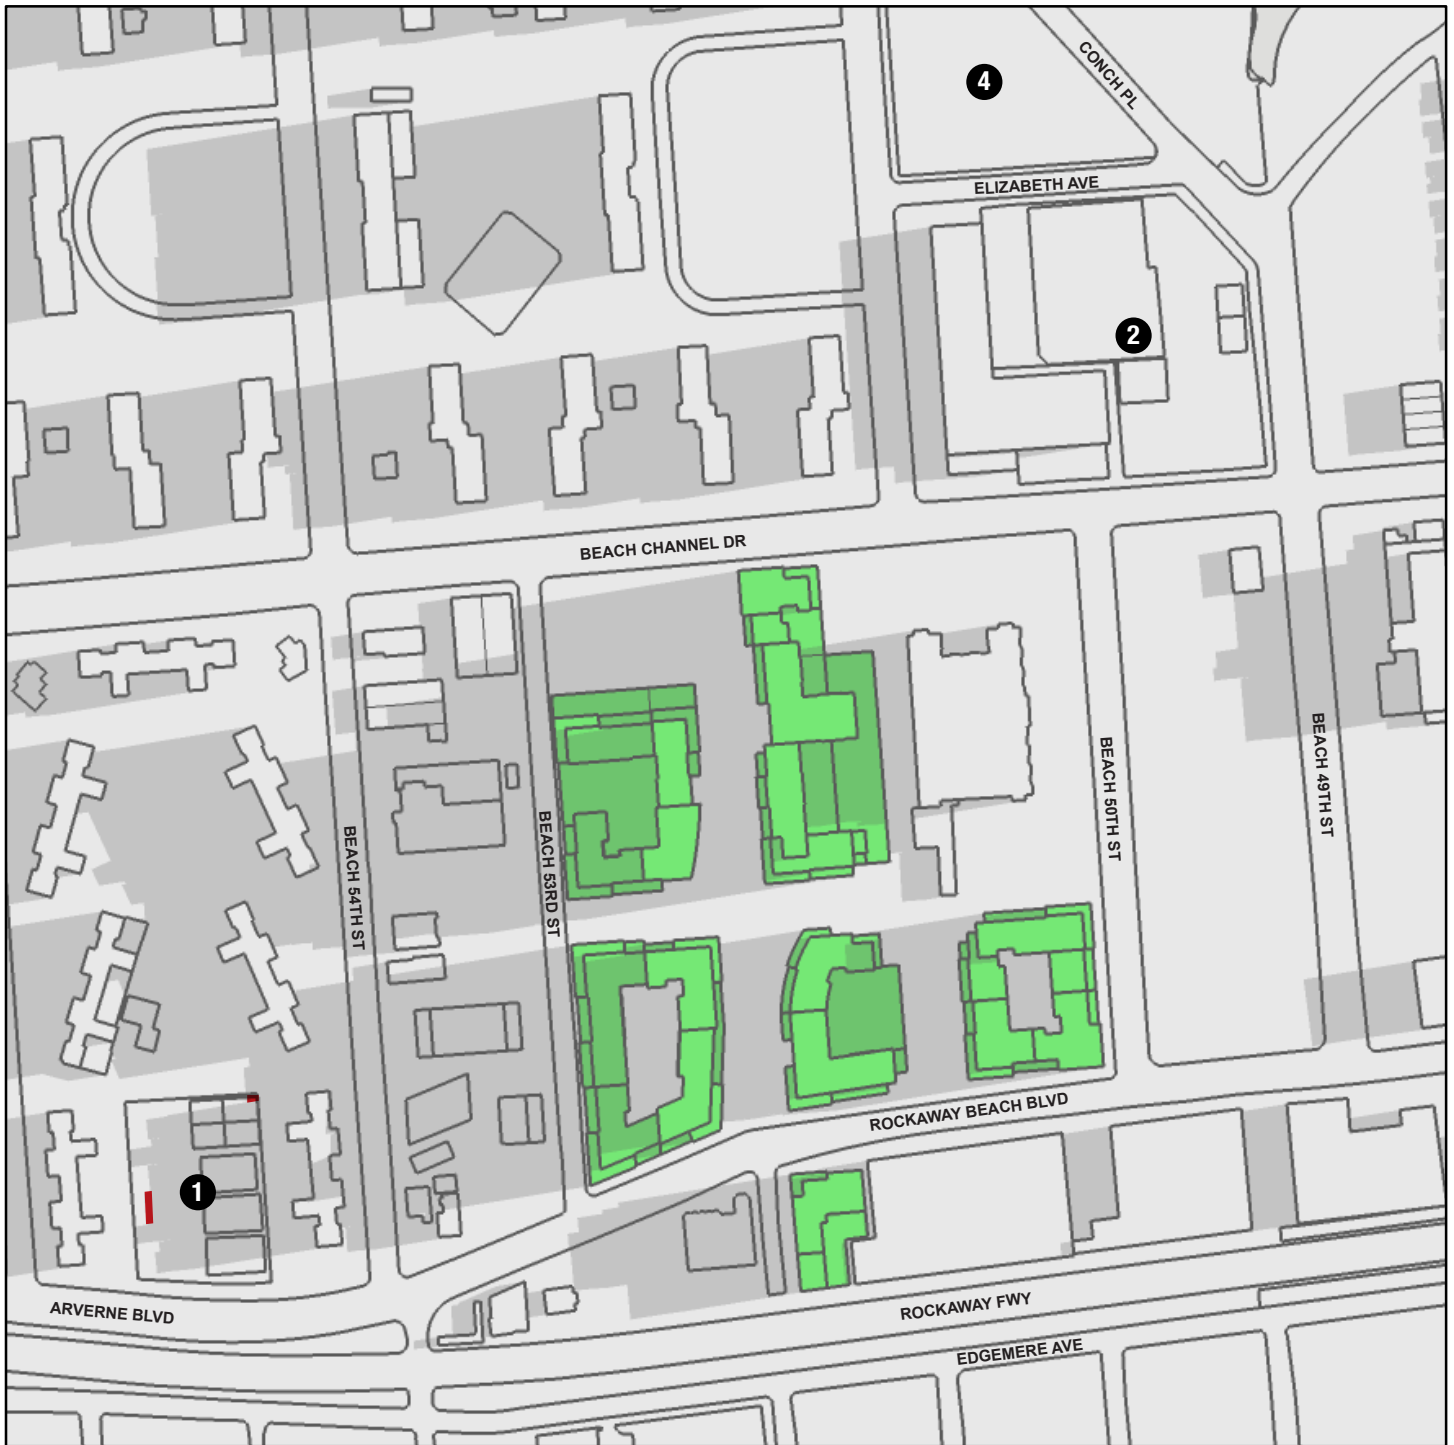 CONCH PL
4
ELIZABETH AVE
2
BEACH CHANNEL DR
BEACH 54TH ST
BEACH 53RD ST
BEACH 50TH ST
BEACH 49TH ST
ROCKAWAY BEACH BLVD
1
ARVERNE BLVD
ROCKAWAY FWY
EDGEMERE AVE